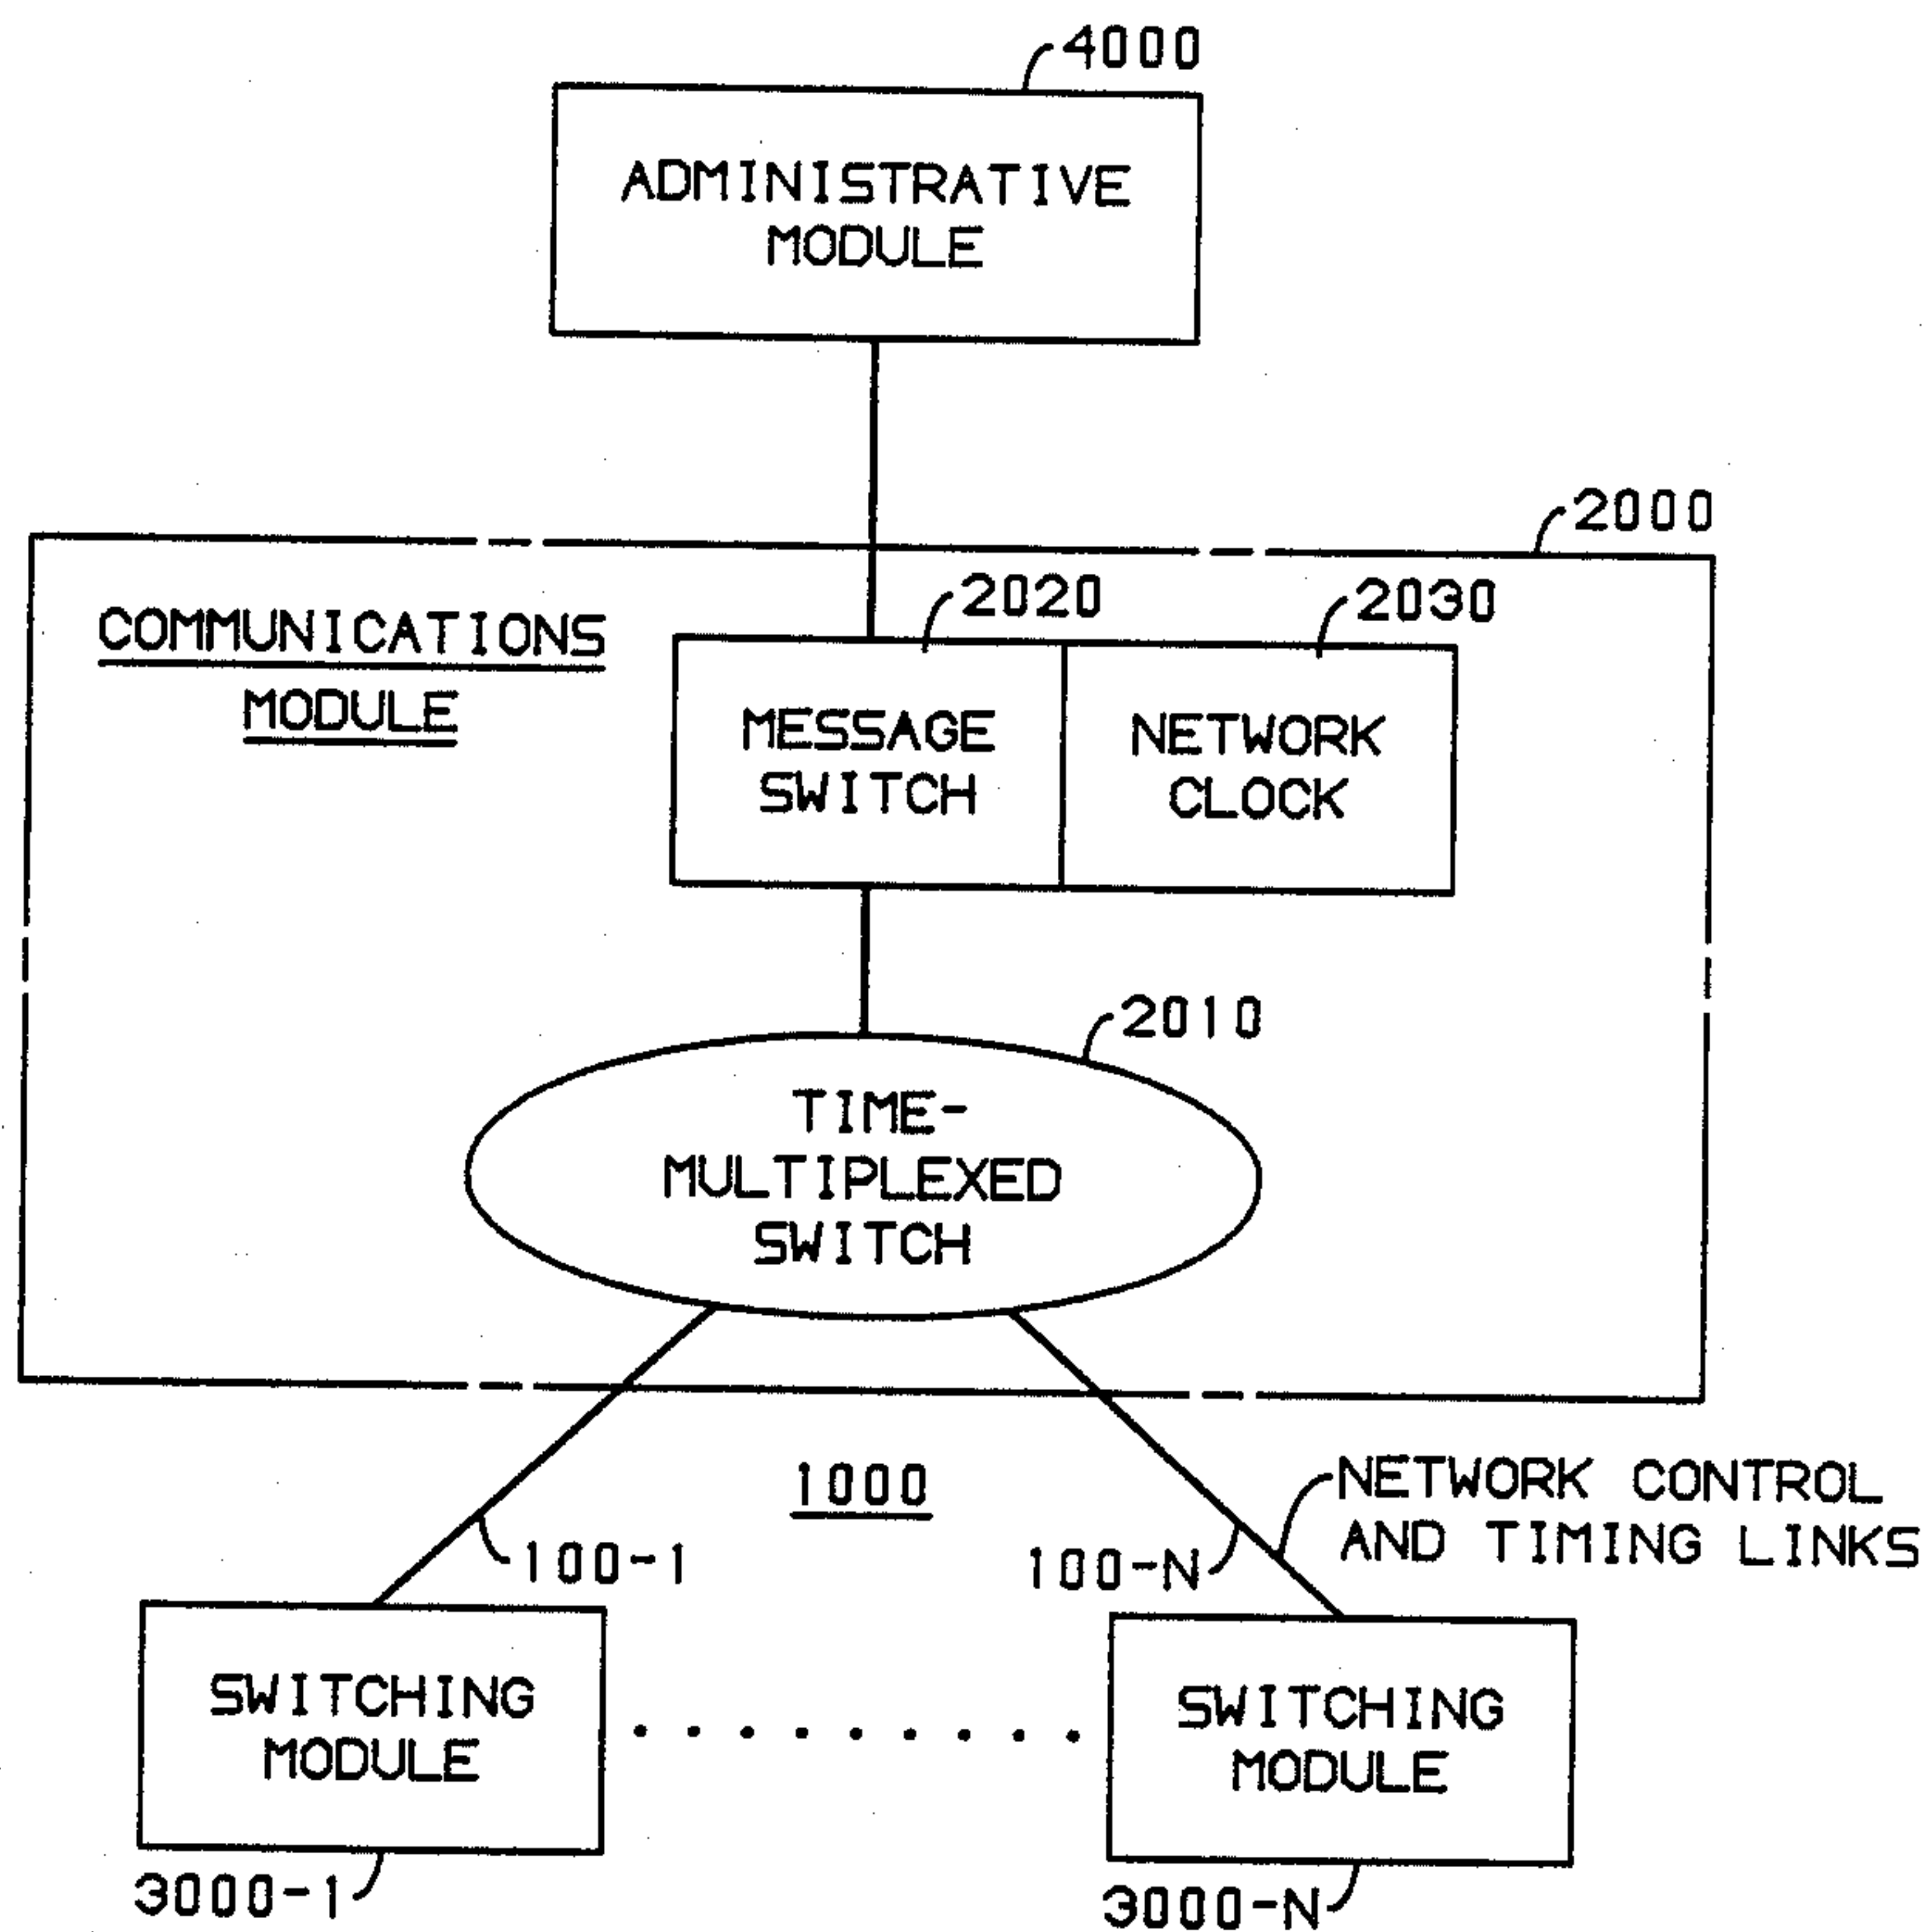 4000
ADMINISTRATIVE
MODULE
2000
COMMUNICATIONS
MODULE
2020
2030
MESSAGE
SWITCH
NETWORK
CLOCK
2010
TIME-
MULTIPLEXED
SWITCH
1000
NETWORK CONTROL
AND TIMING LINKS
100-1
100-N
SWITCHING
MODULE
SWITCHING
MODULE
3000-1
3000-N